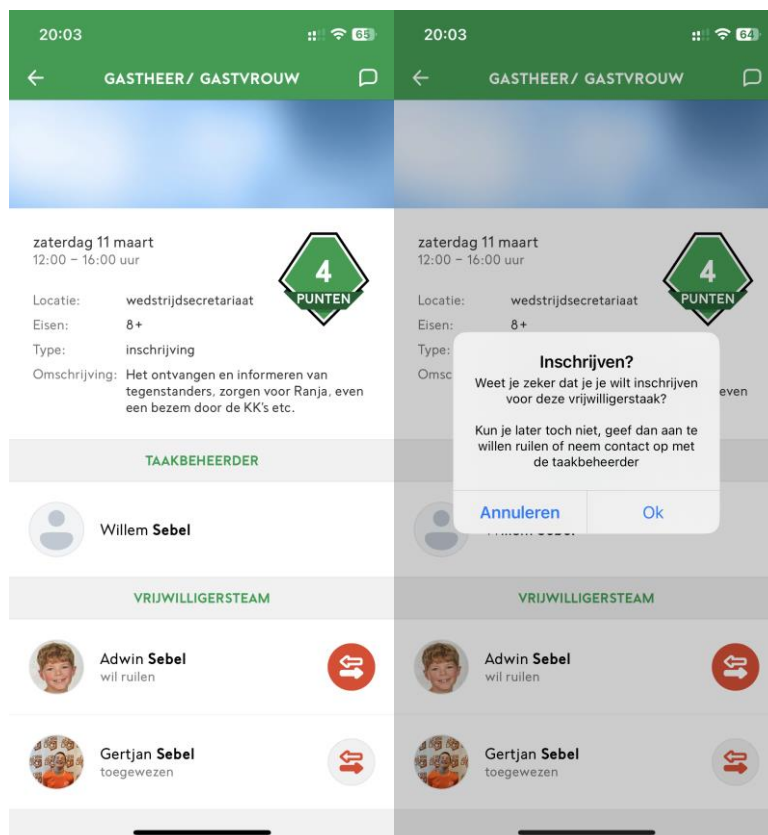 20:03
65
GASTHEER/ GASTVROUW
zaterdag 11 maart
12:00 – 16:00 uur
4
PUNTEN
Locatie: wedstrijdsecretariaat
Eisen: 8+
Type: inschrijving
Omschrijving: Het ontvangen en informeren van
tegenstanders, zorgen voor Ranja, even
een bezem door de KK's etc.
TAAKBEHEERDER
Willem Sebel
VRIJWILLIGERSTEAM
Adwin Sebel
wil ruilen
Gertjan Sebel
toegewezen
20:03
64
GASTHEER/ GASTVROUW
zaterdag 11 maart
12:00 – 16:00 uur
4
PUNTEN
Locatie: wedstrijdsecretariaat
Eisen: 8+
Type:
Omsc
even
Inschrijven?
Weet je zeker dat je je wilt inschrijven
voor deze vrijwilligerstaak?
Kun je later toch niet, geef dan aan te
willen ruilen of neem contact op met
de taakbeheerder
Annuleren
Ok
VRIJWILLIGERSTEAM
Adwin Sebel
wil ruilen
Gertjan Sebel
toegewezen